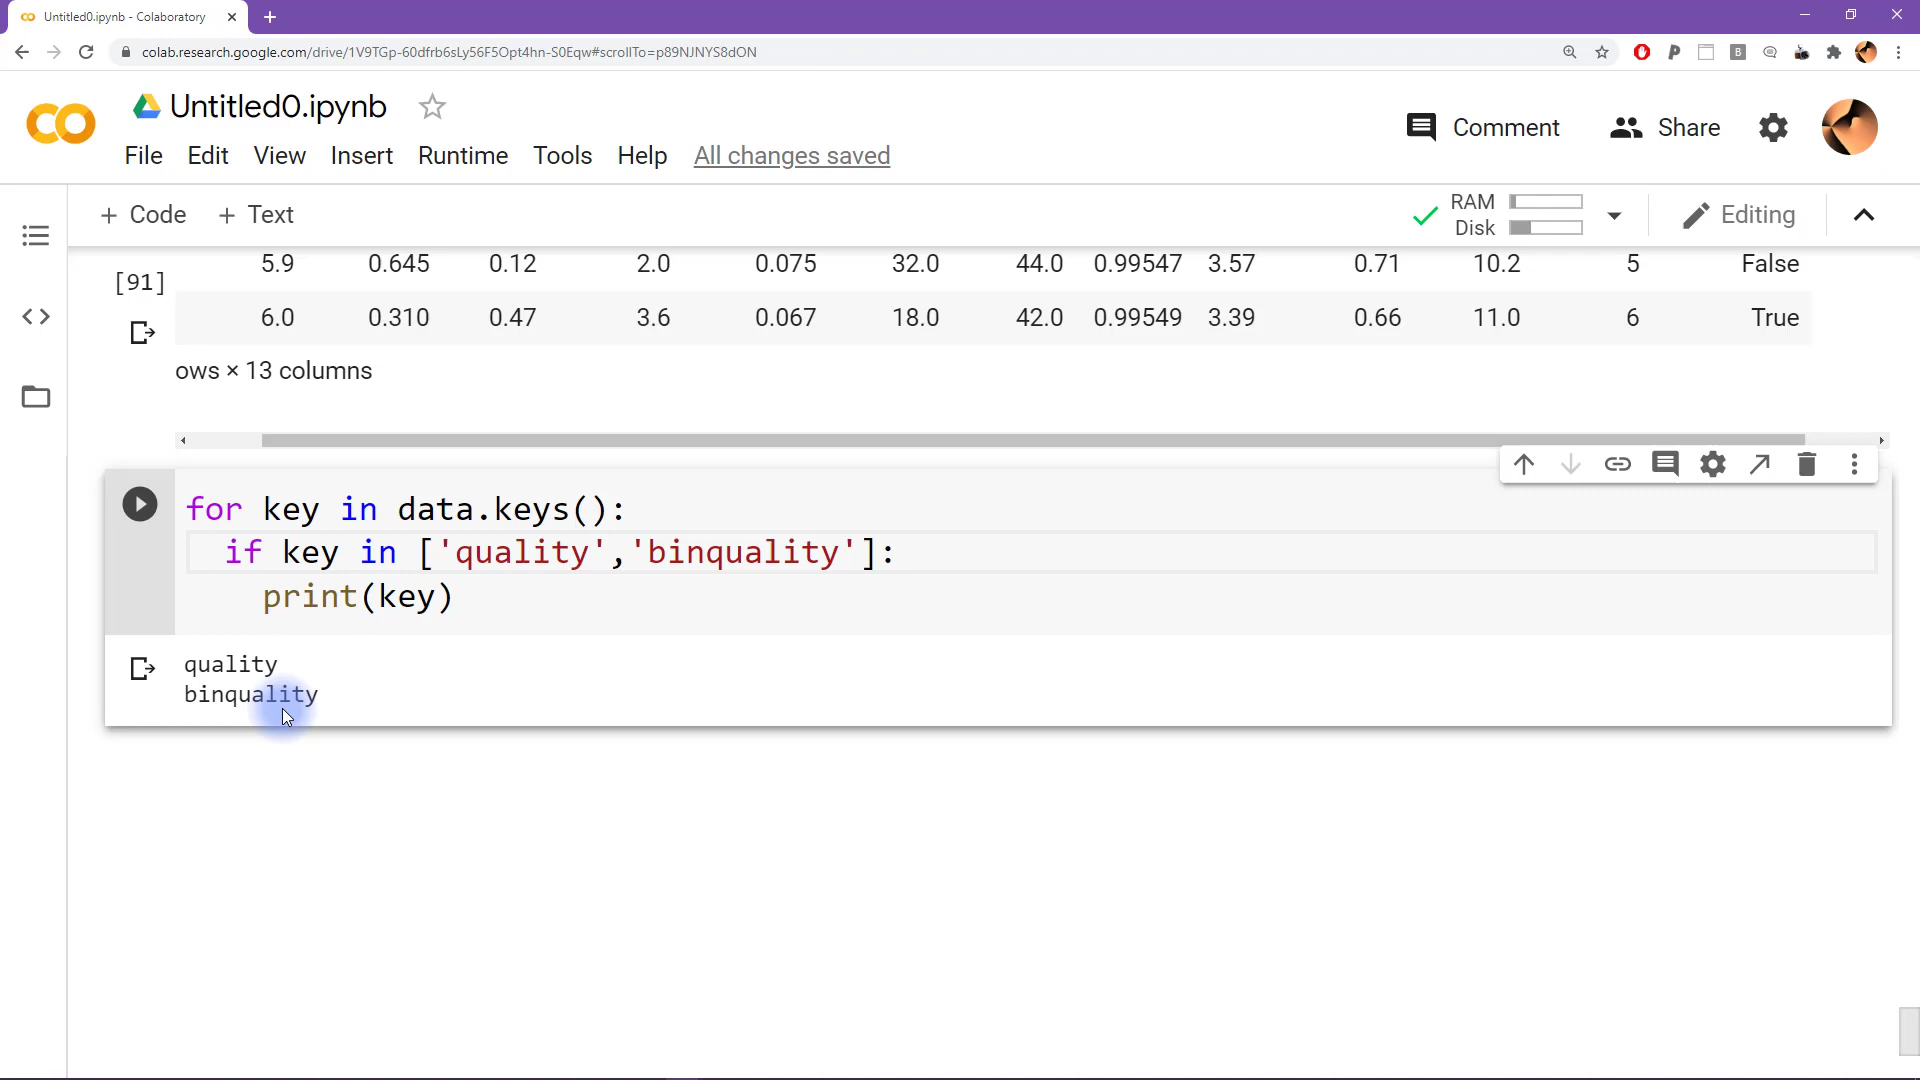 Untitled0.ipynb - Colaboratory
colab.research.google.com/drive/1V9TGp-60dfrb6sLy56F5Opt4hn-S0Eqw#scrollTo=p89NJNYS8dON
Untitled0.ipynb
Comment
Share
File Edit View Insert Runtime Tools Help All changes saved
+ Code + Text
RAM
Disk
Editing
[91]
5.9 0.645 0.12 2.0 0.075 32.0 44.0 0.99547 3.57 0.71 10.2 5 False
6.0 0.310 0.47 3.6 0.067 18.0 42.0 0.99549 3.39 0.66 11.0 6 True
ows × 13 columns
for key in data.keys():
  if key in ['quality','binquality']:
    print(key)
quality
binquality